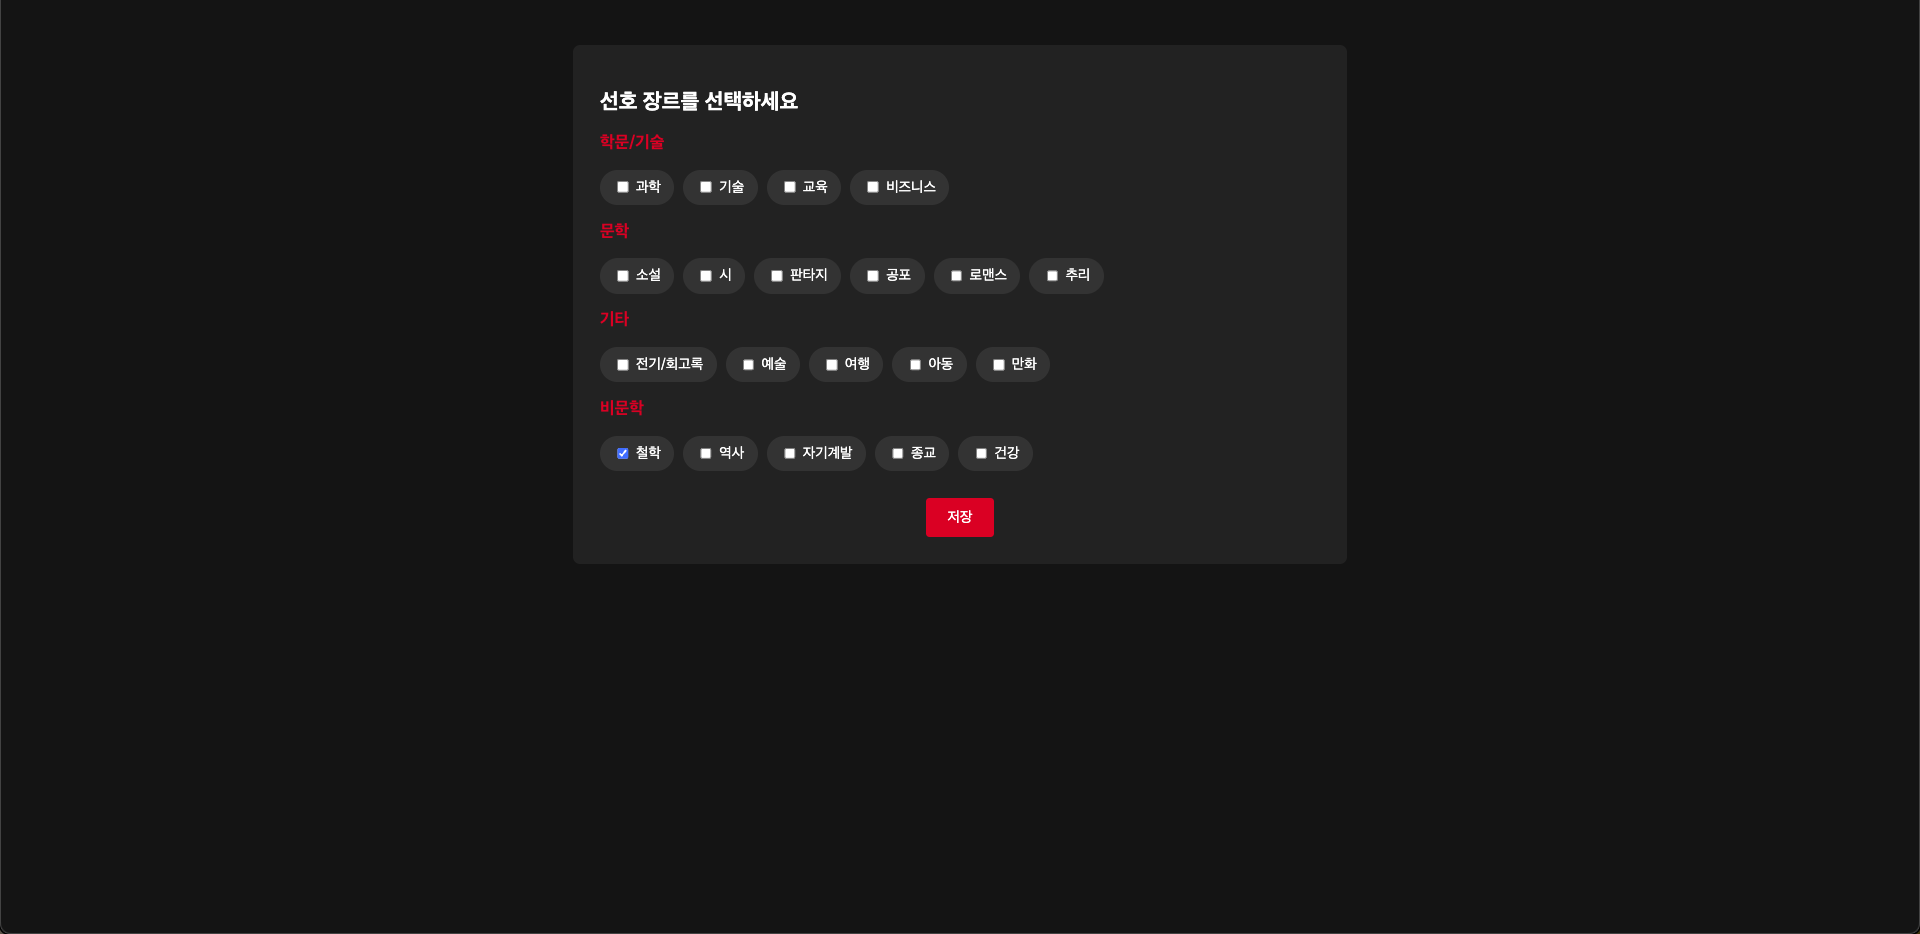 선호 장르를 선택하세요
학문/기술
과학 기술 교육 비즈니스
문학
소설 시 판타지 공포 로맨스 추리
기타
전기/회고록 예술 여행 아동 만화
비문학
철학 역사 자기계발 종교 건강
저장